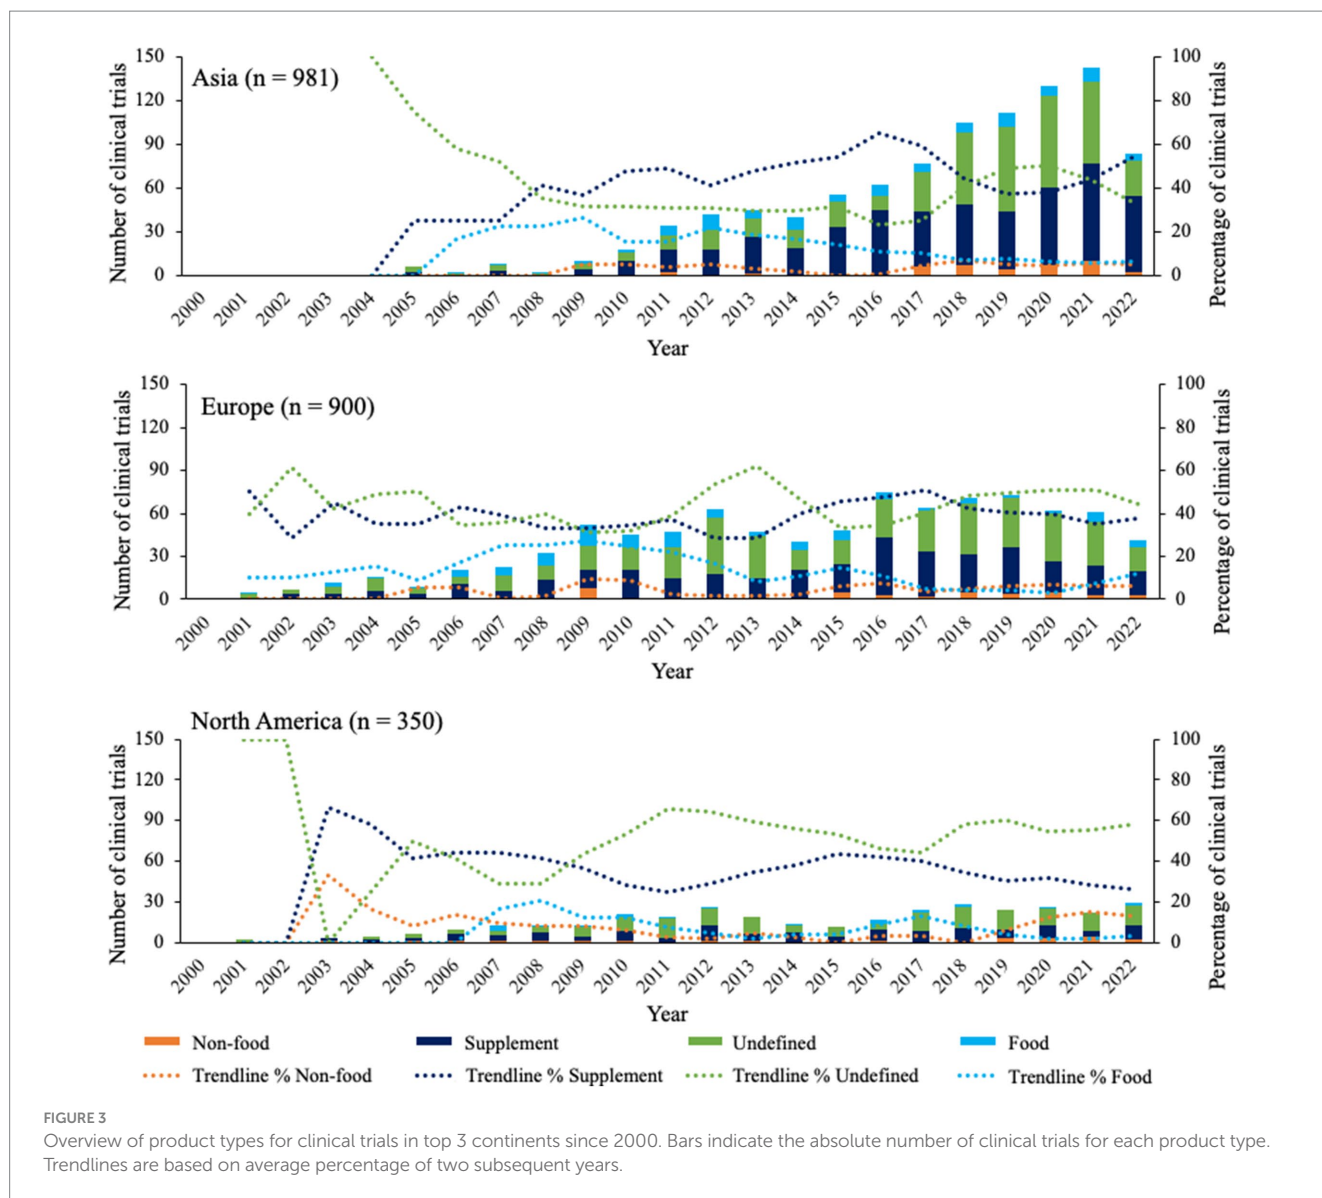 Asia (n = 981)
Number of clinical trials
150
120
90
60
30
0
100
80
60
40
20
0
Percentage of clinical trials
2000 2001 2002 2003 2004 2005 2006 2007 2008 2009 2010 2011 2012 2013 2014 2015 2016 2017 2018 2019 2020 2021 2022
Year
Europe (n = 900)
Number of clinical trials
150
120
90
60
30
0
100
80
60
40
20
0
Percentage of clinical trials
2000 2001 2002 2003 2004 2005 2006 2007 2008 2009 2010 2011 2012 2013 2014 2015 2016 2017 2018 2019 2020 2021 2022
Year
North America (n = 350)
Number of clinical trials
150
120
90
60
30
0
100
80
60
40
20
0
Percentage of clinical trials
2000 2001 2002 2003 2004 2005 2006 2007 2008 2009 2010 2011 2012 2013 2014 2015 2016 2017 2018 2019 2020 2021 2022
Year
Non-food Supplement Undefined Food
Trendline % Non-food Trendline % Supplement Trendline % Undefined Trendline % Food
FIGURE 3
Overview of product types for clinical trials in top 3 continents since 2000. Bars indicate the absolute number of clinical trials for each product type.
Trendlines are based on average percentage of two subsequent years.